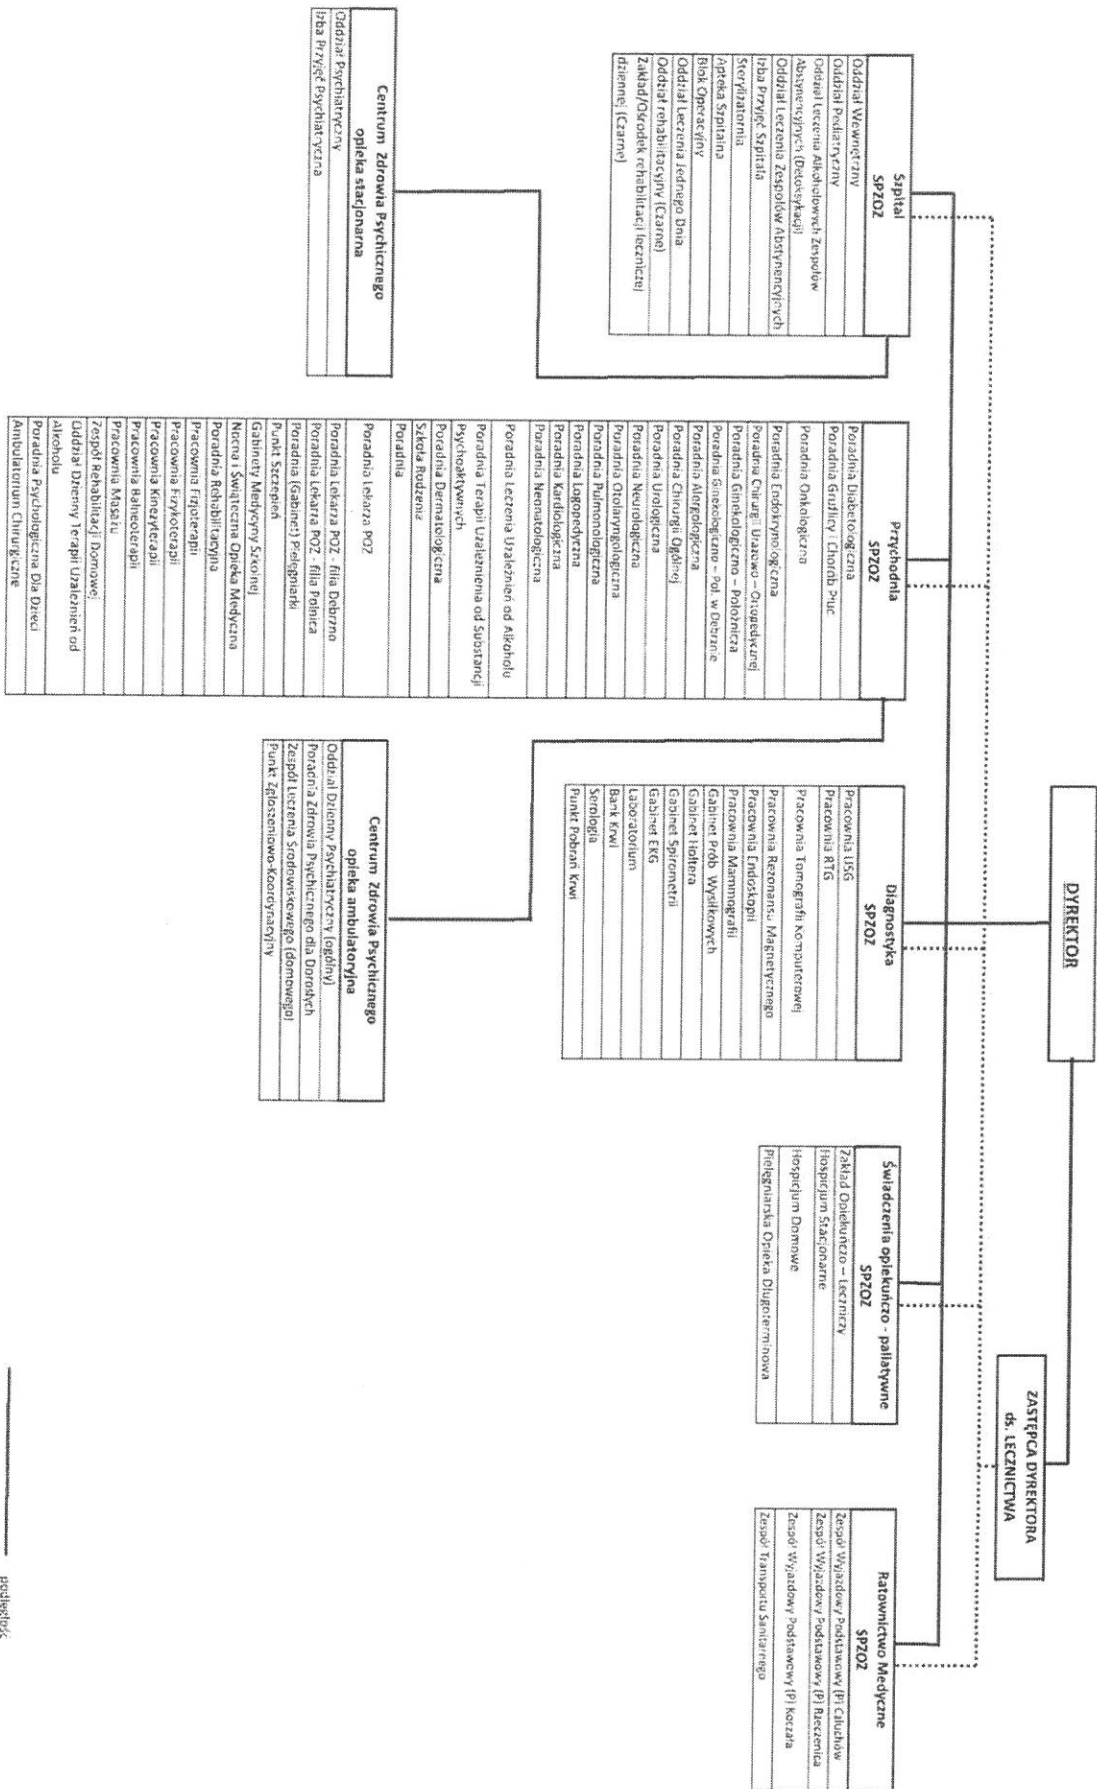 DYREKTOR
ZASTĘPCA DYREKTORA
ds. LECZNICTWA
Szpital
SPZOZ
Oddział Wewnętrzny
Oddział Pediatryczny
Oddział Leczenia Alkoholowych Zespołów
Abstynencyjnych (Detoksykacji)
Oddział Leczenia Zespołów Abstynencyjnych
Izba Przyjęć Szpitala
Sterylizatornia
Apteka Szpitalna
Blok Operacyjny
Oddział Leczenia Jednego Dnia
Oddział rehabilitacyjny (Czarne)
Zakład/Ośrodek rehabilitacji leczniczej
dziennej (Czarne)
Centrum Zdrowia Psychicznego
opieka stacjonarna
Oddział Psychiatryczny
Izba Przyjęć Psychiatryczna
Przychodnia
SPZOZ
Poradnia Diabetologiczna
Poradnia Gruźlicy i Chorób Płuc
Poradnia Onkologiczna
Poradnia Endokrynologiczna
Poradnia Chirurgii Urazowo – Ortopedycznej
Poradnia Ginekologiczno – Położnicza
Poradnia Ginekologiczno – Poł. w Debrznie
Poradnia Alergologiczna
Poradnia Chirurgii Ogólnej
Poradnia Urologiczna
Poradnia Neurologiczna
Poradnia Otolaryngologiczna
Poradnia Pulmonologiczna
Poradnia Logopedyczna
Poradnia Kardiologiczna
Poradnia Neonatologiczna
Poradnia Leczenia Uzależnień od Alkoholu
Poradnia Terapii Uzależnienia od Substancji
Psychoaktywnych
Poradnia Dermatologiczna
Szkoła Rodzenia
Poradnia
Poradnia Lekarza POZ
Poradnia Lekarza POZ - filia Debrzno
Poradnia Lekarza POZ - filia Polnica
Poradnia (Gabinet) Pielęgniarki
Punkt Szczepień
Gabinety Medycyny Szkolnej
Nocna i Świąteczna Opieka Medyczna
Poradnia Rehabilitacyjna
Pracownia Fizjoterapii
Pracownia Fizykoterapii
Pracownia Kinezyterapii
Pracownia Balneoterapii
Pracownia Masażu
Zespół Rehabilitacji Domowej
Oddział Dzienny Terapii Uzależnień od
Alkoholu
Poradnia Psychologiczna Dla Dzieci
Ambulatorium Chirurgiczne
Centrum Zdrowia Psychicznego
opieka ambulatoryjna
Oddział Dzienny Psychiatryczny (ogólny)
Poradnia Zdrowia Psychicznego dla Dorosłych
Zespół Leczenia Środowiskowego (domowego)
Punkt Zgłoszeniowo-Koordynacyjny
Diagnostyka
SPZOZ
Pracownia USG
Pracownia RTG
Pracownia Tomografii Komputerowej
Pracownia Rezonansu Magnetycznego
Pracownia Endoskopii
Pracownia Mammografii
Gabinet Prób Wysiłkowych
Gabinet Holtera
Gabinet Spirometrii
Gabinet EKG
Laboratorium
Bank Krwi
Serologia
Punkt Pobrań Krwi
Świadczenia opiekuńczo - paliatywne
SPZOZ
Zakład Opiekuńczo – Leczniczy
Hospicjum Stacjonarne
Hospicjum Domowe
Pielęgniarska Opieka Długoterminowa
Ratownictwo Medyczne
SPZOZ
Zespół Wyjazdowy Podstawowy (P) Człuchów
Zespół Wyjazdowy Podstawowy (P) Rzeczenica
Zespół Wyjazdowy Podstawowy (P) Koczała
Zespół Transportu Sanitarnego
podległość